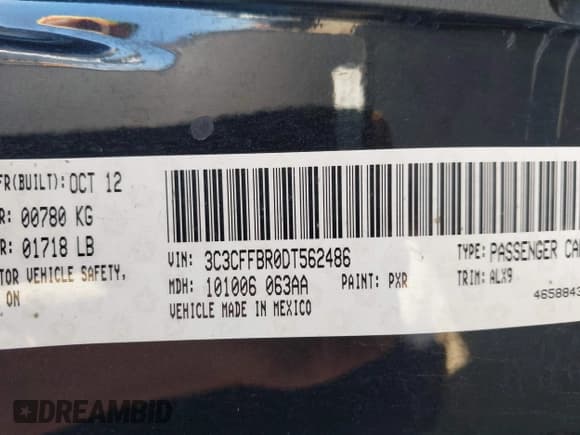 FR(BUILT): OCT 12
R: 00780 KG
R: 01718 LB
TOR VEHICLE SAFETY,
ON
VIN: 3C3CFFBR0DT562486
TYPE: PASSENGER CA
MDH: 101006 063AA
PAINT: PXR
TRIM: ALX9
VEHICLE MADE IN MEXICO
4658843
DREAMBID